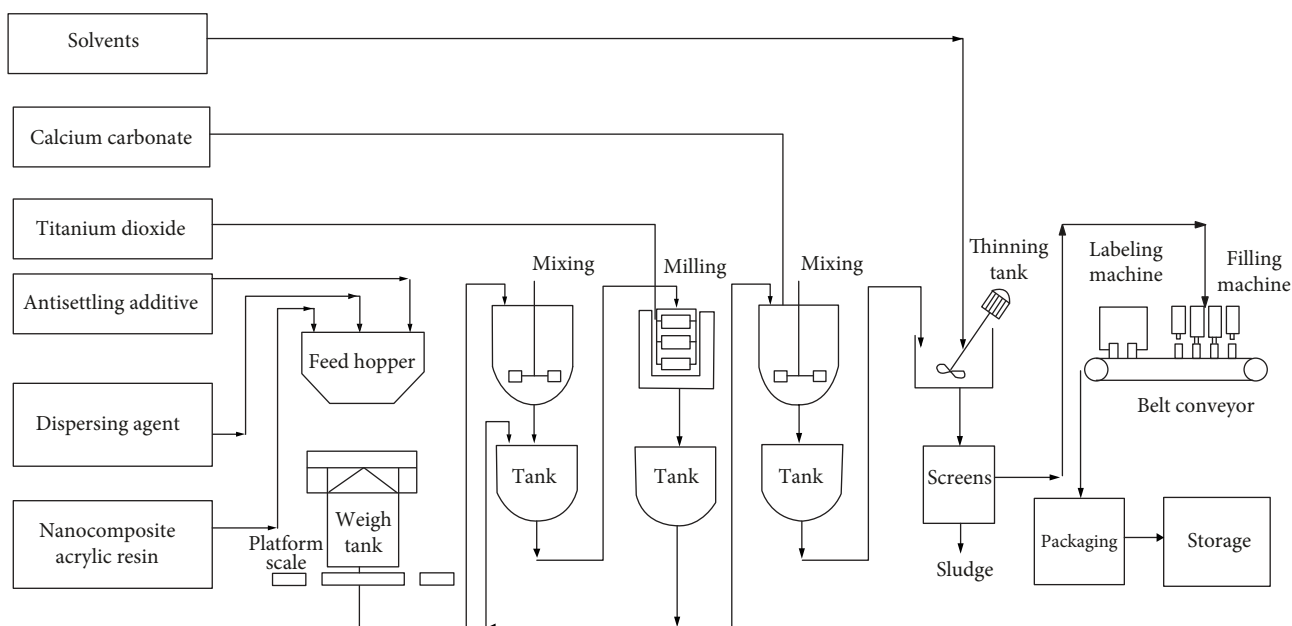 Solvents
Calcium carbonate
Titanium dioxide
Antisettling additive
Dispersing agent
Nanocomposite
acrylic resin
Feed hopper
Platform
scale
Weigh
tank
Mixing
Tank
Milling
Tank
Mixing
Tank
Thinning
tank
Screens
Sludge
Labeling
machine
Filling
machine
Belt conveyor
Packaging
Storage